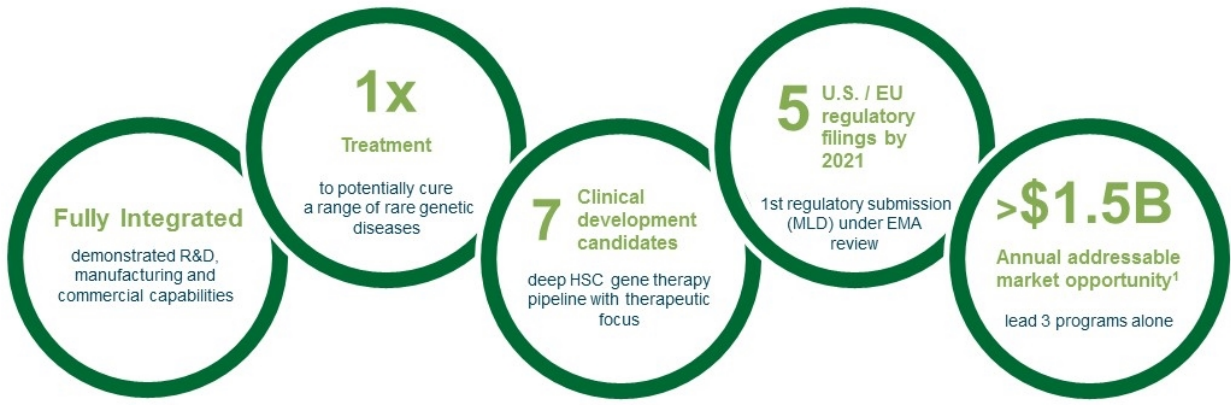 Fully Integrated
demonstrated R&D,
manufacturing and
commercial capabilities
1x
Treatment
to potentially cure
a range of rare genetic
diseases
7
Clinical
development
candidates
deep HSC gene therapy
pipeline with therapeutic
focus
5
U.S. / EU
regulatory
filings by
2021
1st regulatory submission
(MLD) under EMA
review
>$1.5B
Annual addressable
market opportunity¹
lead 3 programs alone